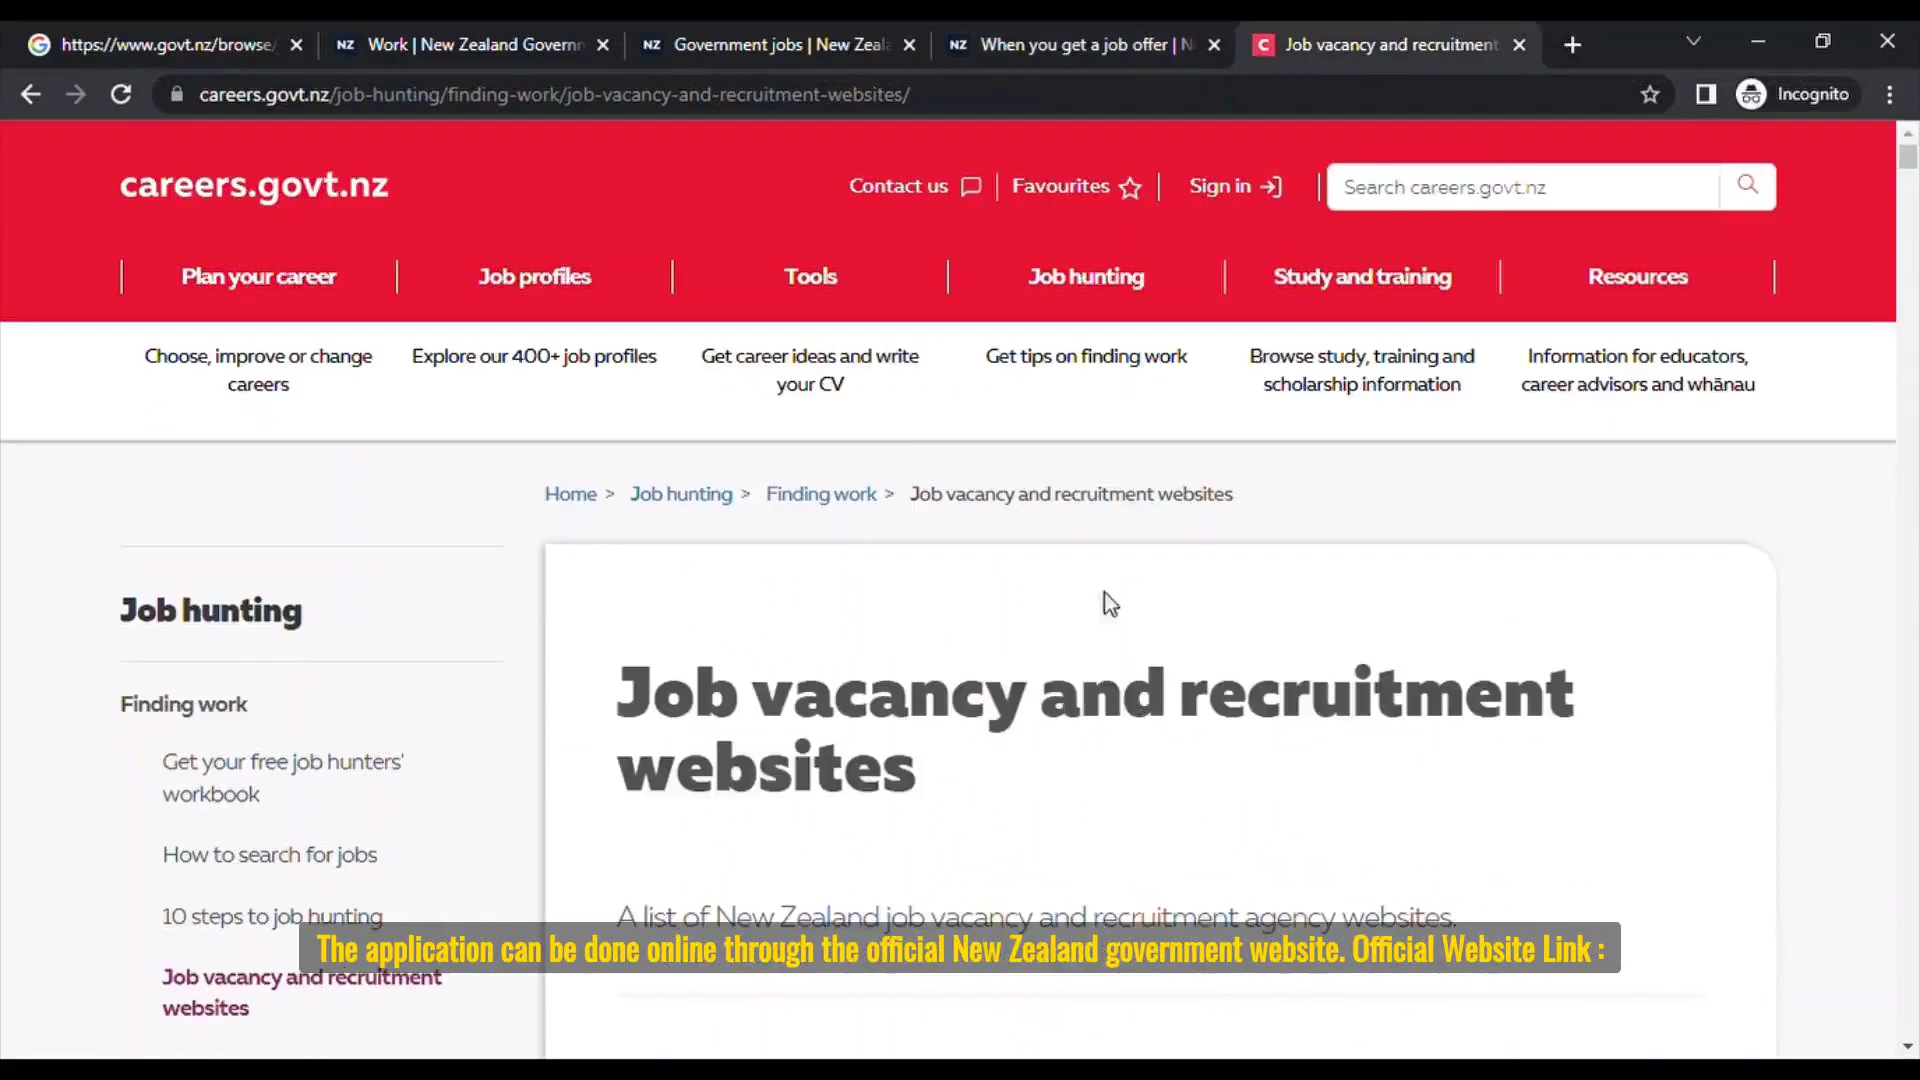 https://www.govt.nz/browse/
NZ Work | New Zealand Governm
NZ Government jobs | New Zeal
NZ When you get a job offer | N
C Job vacancy and recruitment
careers.govt.nz/job-hunting/finding-work/job-vacancy-and-recruitment-websites/
Incognito
careers.govt.nz
Contact us
Favourites
Sign in
Search careers.govt.nz
Plan your career
Job profiles
Tools
Job hunting
Study and training
Resources
Choose, improve or change
careers
Explore our 400+ job profiles
Get career ideas and write
your CV
Get tips on finding work
Browse study, training and
scholarship information
Information for educators,
career advisors and whānau
Home > Job hunting > Finding work > Job vacancy and recruitment websites
Job hunting
Finding work
Get your free job hunters'
workbook
How to search for jobs
10 steps to job hunting
Job vacancy and recruitment
websites
Job vacancy and recruitment
websites
A list of New Zealand job vacancy and recruitment agency websites.
The application can be done online through the official New Zealand government website. Official Website Link :